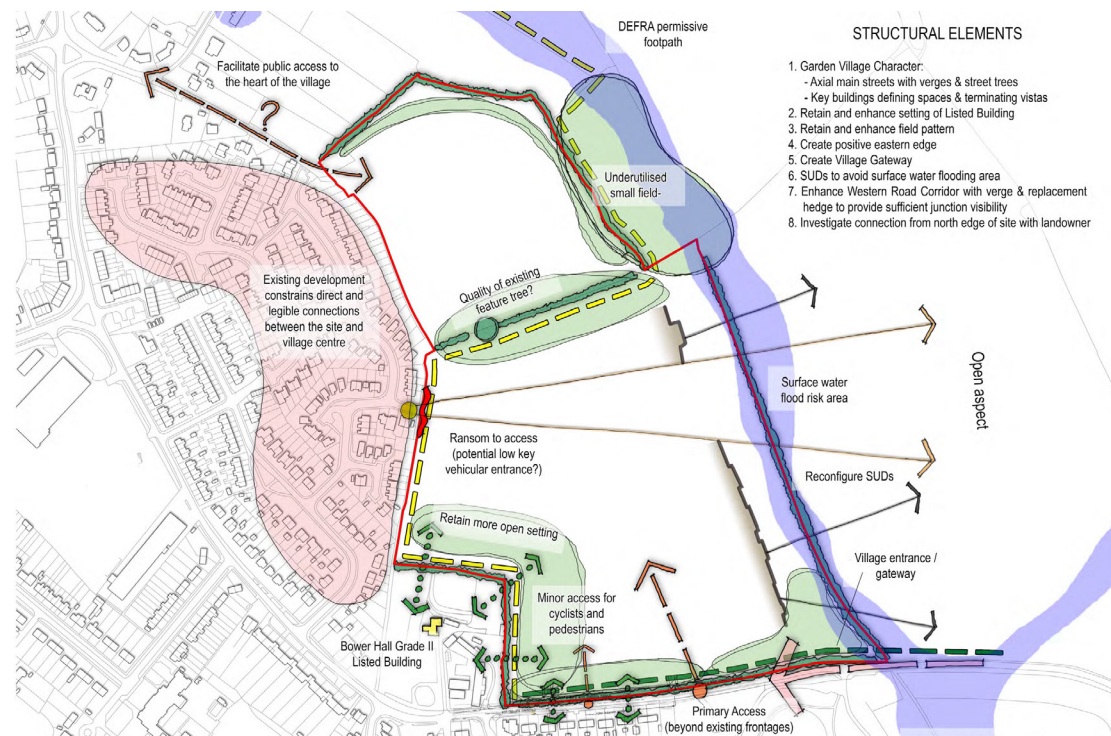 DEFRA permissive
footpath
STRUCTURAL ELEMENTS
1. Garden Village Character:
- Axial main streets with verges & street trees
- Key buildings defining spaces & terminating vistas
2. Retain and enhance setting of Listed Building
3. Retain and enhance field pattern
4. Create positive eastern edge
5. Create Village Gateway
6. SUDs to avoid surface water flooding area
7. Enhance Western Road Corridor with verge & replacement
hedge to provide sufficient junction visibility
8. Investigate connection from north edge of site with landowner
Facilitate public access to
the heart of the village
?
Underutilised
small field-
Existing development
constrains direct and
legible connections
between the site and
village centre
Quality of existing
feature tree?
Open aspect
Surface water
flood risk area
Ransom to access
(potential low key
vehicular entrance?)
Reconfigure SUDs
Retain more open setting
Village entrance /
gateway
Minor access for
cyclists and
pedestrians
Bower Hall Grade II
Listed Building
Primary Access
(beyond existing frontages)